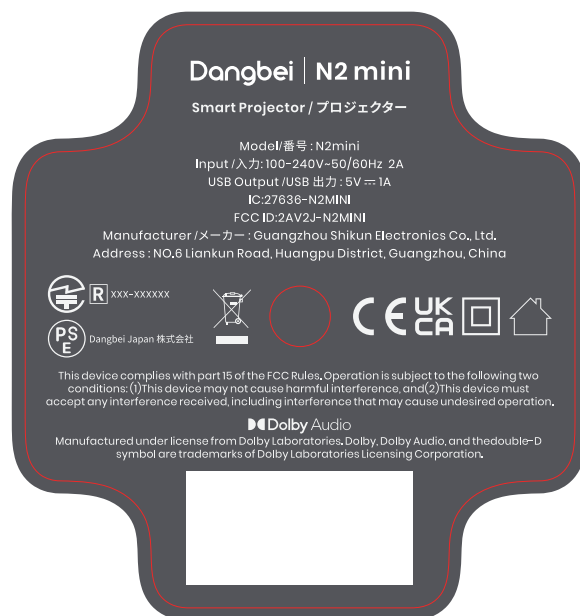 Dangbei | N2 mini
Smart Projector / プロジェクター
Model/番号 : N2mini
Input /入力: 100-240V~50/60Hz 2A
USB Output /USB 出力 : 5V⎓1A
IC:27636-N2MINI
FCC ID:2AV2J-N2MINI
Manufacturer /メーカー : Guangzhou Shikun Electronics Co., Ltd.
Address : NO.6 Liankun Road, Huangpu District, Guangzhou, China
R xxx-xxxxxx
CE UK CA
PS E Dangbei Japan 株式会社
This device complies with part 15 of the FCC Rules. Operation is subject to the following two
conditions: (1)This device may not cause harmful interference, and(2)This device must
accept any interference received, including interference that may cause undesired operation.
Dolby Audio
Manufactured under license from Dolby Laboratories. Dolby, Dolby Audio, and thedouble-D
symbol are trademarks of Dolby Laboratories Licensing Corporation.